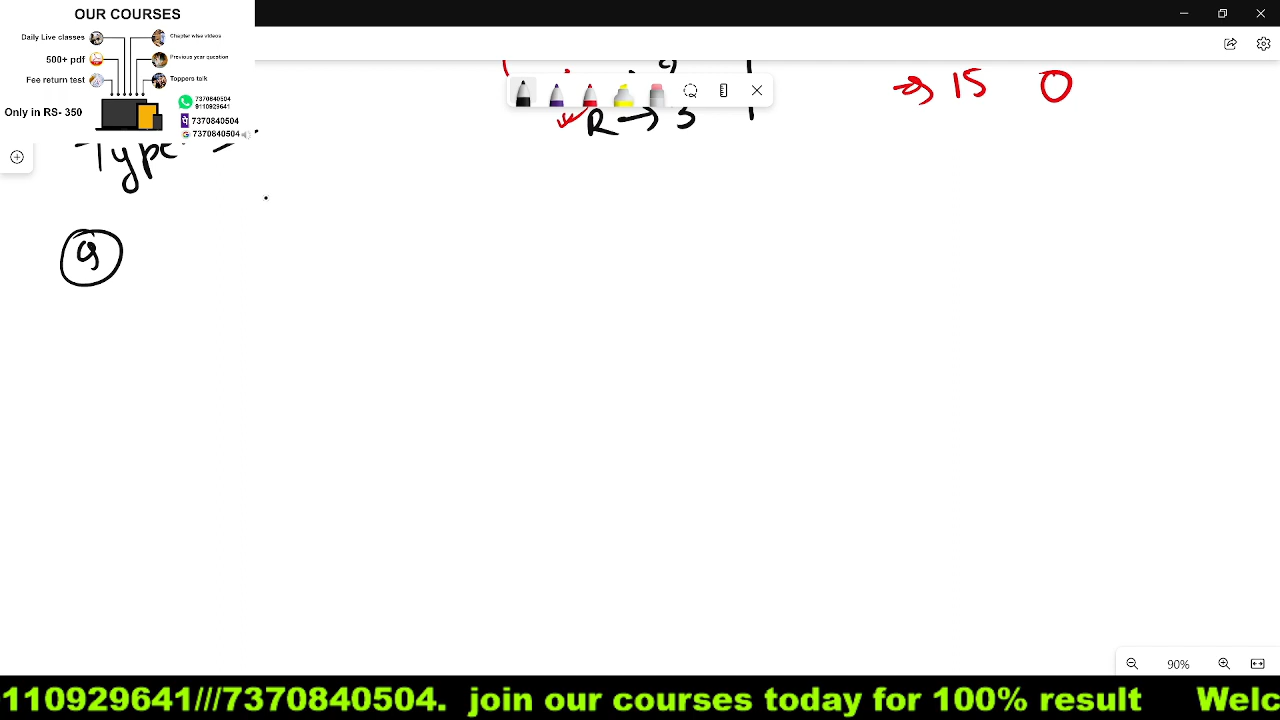 OUR COURSES
Daily Live classes
Chapter wise videos
500+ pdf
Previous year question
Fee return test
Toppers talk
Only in RS- 350
7370840504
9110929641
7370840504
7370840504
→ 15 0
R → 5
Type
9
90%
110929641///7370840504. join our courses today for 100% result Welc